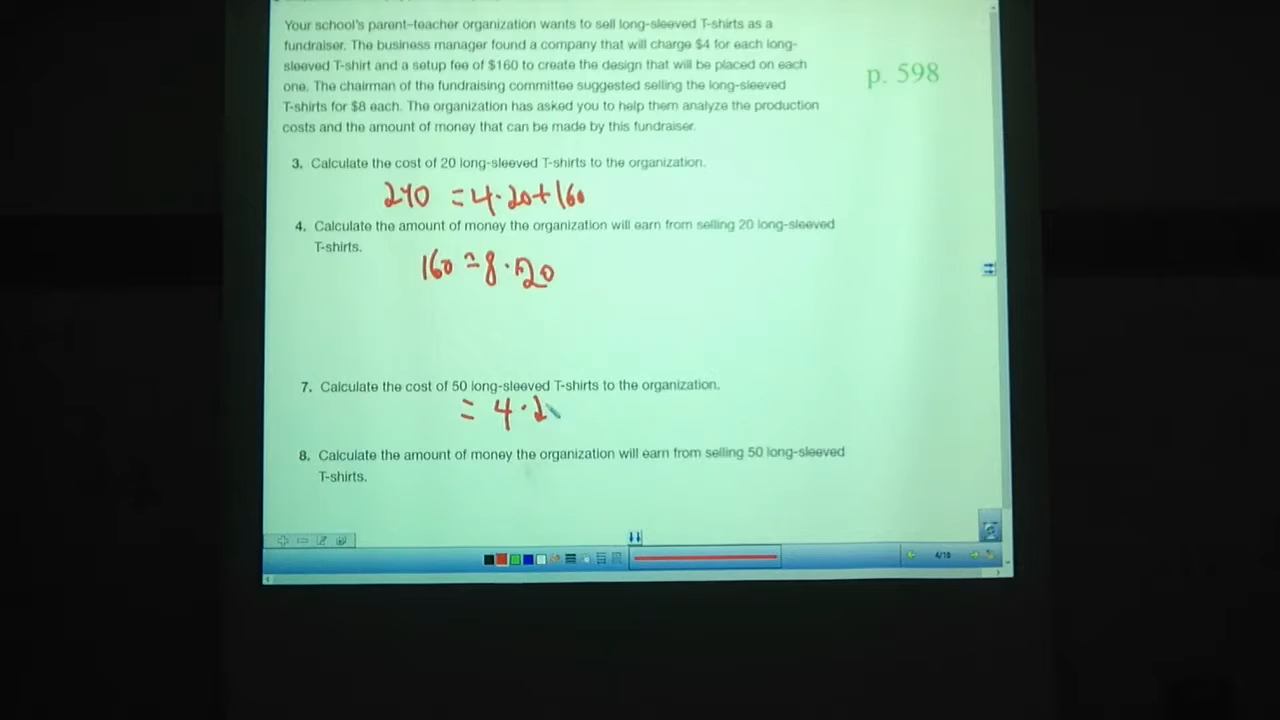 Your school's parent–teacher organization wants to sell long-sleeved T-shirts as a
fundraiser. The business manager found a company that will charge $4 for each long-
sleeved T-shirt and a setup fee of $160 to create the design that will be placed on each
one. The chairman of the fundraising committee suggested selling the long-sleeved
T-shirts for $8 each. The organization has asked you to help them analyze the production
costs and the amount of money that can be made by this fundraiser.
p. 598
3. Calculate the cost of 20 long-sleeved T-shirts to the organization.
240 = 4·20+160
4. Calculate the amount of money the organization will earn from selling 20 long-sleeved
T-shirts.
160 = 8·20
7. Calculate the cost of 50 long-sleeved T-shirts to the organization.
= 4·2
8. Calculate the amount of money the organization will earn from selling 50 long-sleeved
T-shirts.
4/10